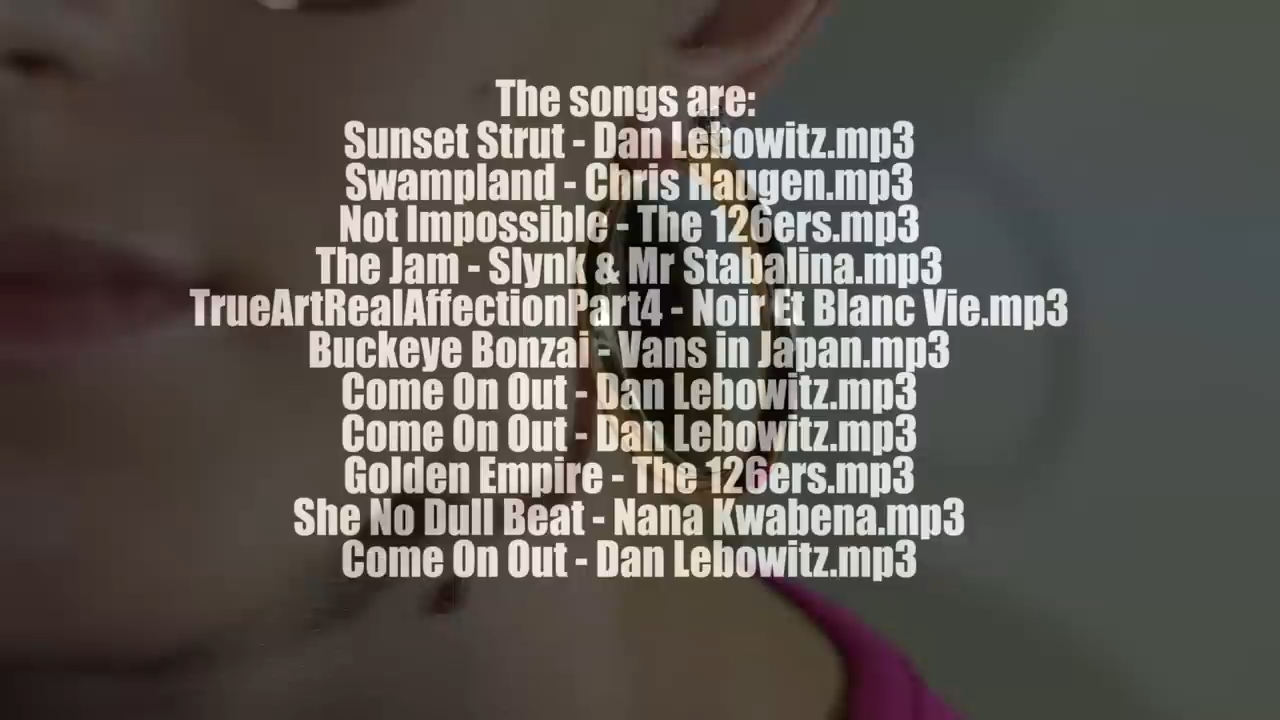 The songs are:
Sunset Strut - Dan Lebowitz.mp3
Swampland - Chris Haugen.mp3
Not Impossible - The 126ers.mp3
The Jam - Slynk & Mr Stabalina.mp3
TrueArtRealAffectionPart4 - Noir Et Blanc Vie.mp3
Buckeye Bonzai - Vans in Japan.mp3
Come On Out - Dan Lebowitz.mp3
Come On Out - Dan Lebowitz.mp3
Golden Empire - The 126ers.mp3
She No Dull Beat - Nana Kwabena.mp3
Come On Out - Dan Lebowitz.mp3